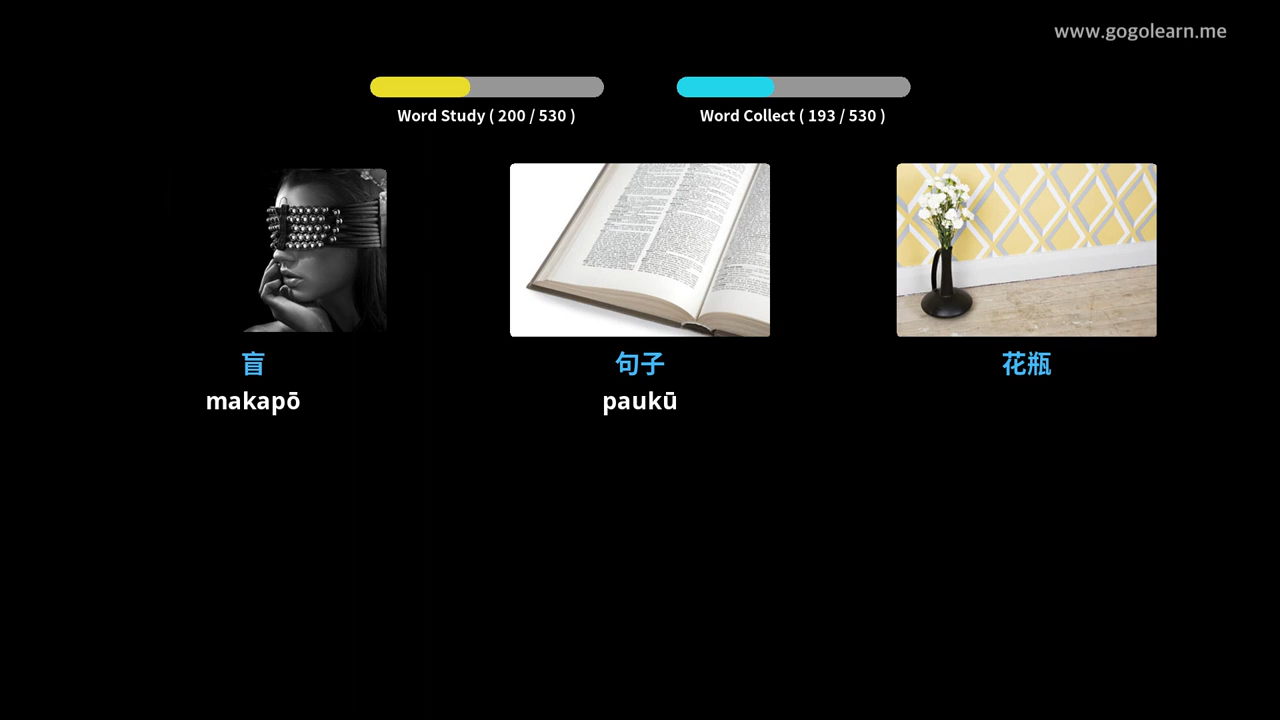 www.gogolearn.me
Word Study ( 200 / 530 )
Word Collect ( 193 / 530 )
盲
句子
花瓶
makapō
paukū